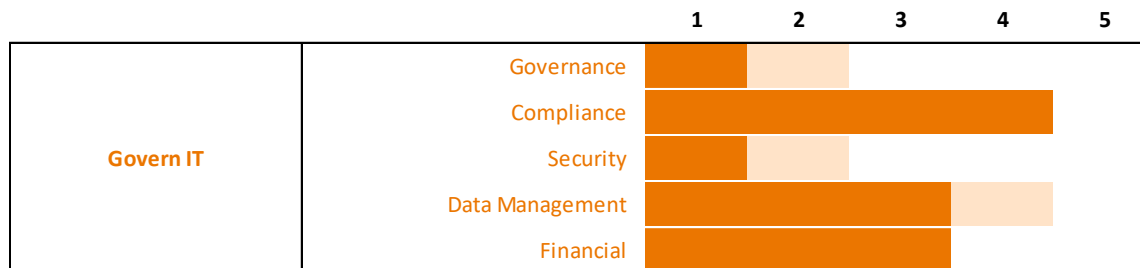 1 2 3 4 5
Governance
Compliance
Govern IT Security
Data Management
Financial